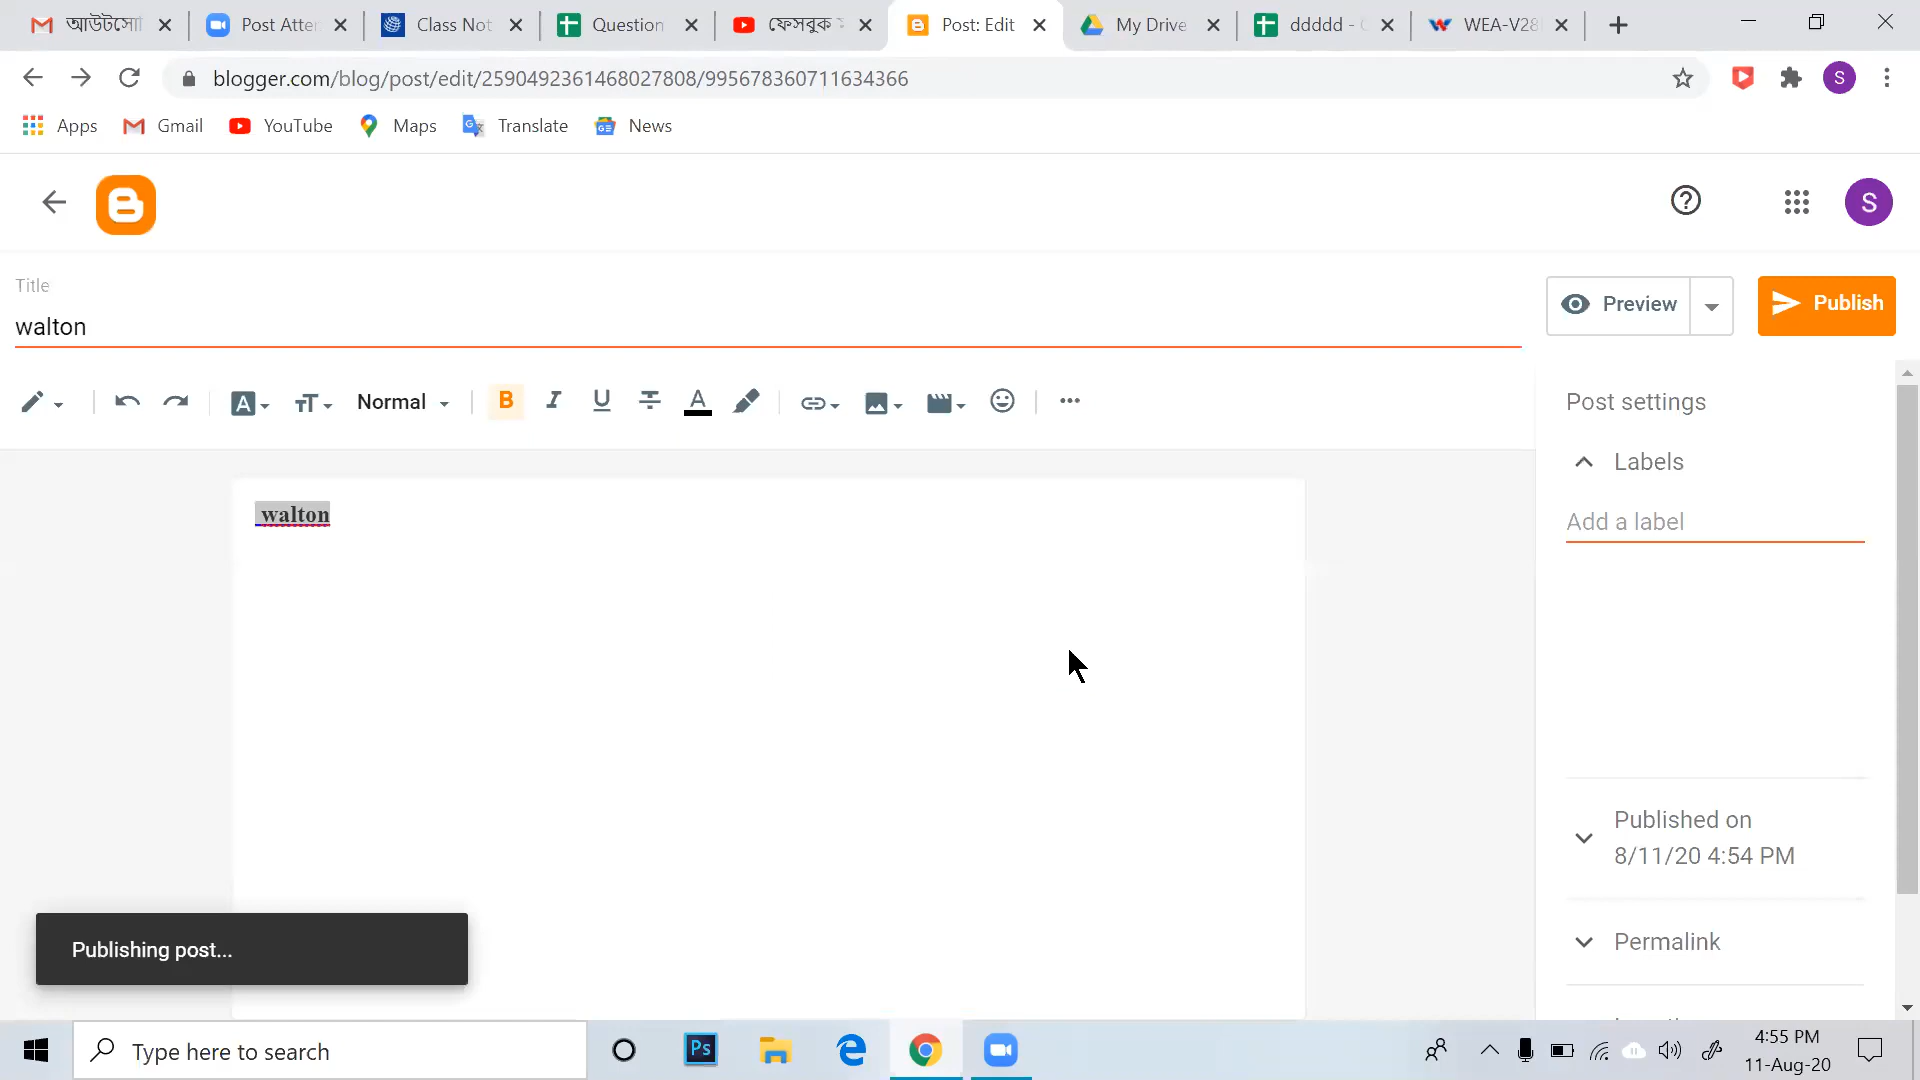 আউটসো
Post Atter
Class Not
Question
ফেসবুক
Post: Edit
My Drive
ddddd -
WEA-V28
blogger.com/blog/post/edit/2590492361468027808/995678360711634366
S
Apps
Gmail
YouTube
Maps
Translate
News
S
Title
walton
Preview
Publish
Normal
B
I
U
A
Post settings
Labels
walton
Add a label
Published on
8/11/20 4:54 PM
Publishing post...
Permalink
Type here to search
Ps
4:55 PM
11-Aug-20